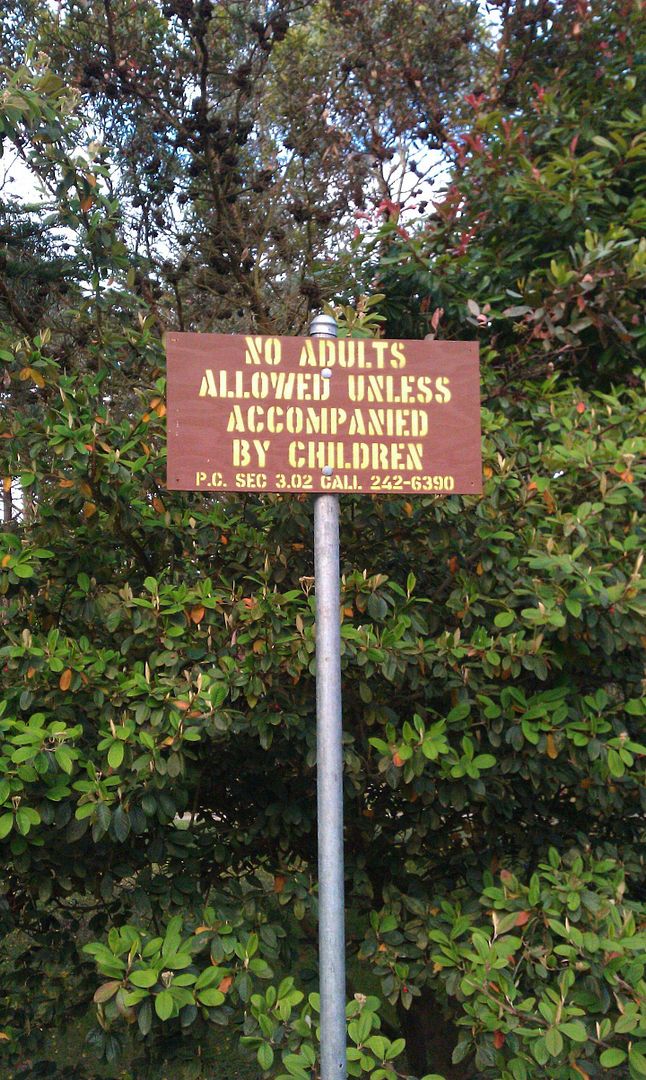 NO ADULTS
ALLOWED UNLESS
ACCOMPANIED
BY CHILDREN
P.C. SEC 3.02 CALL 242-6390